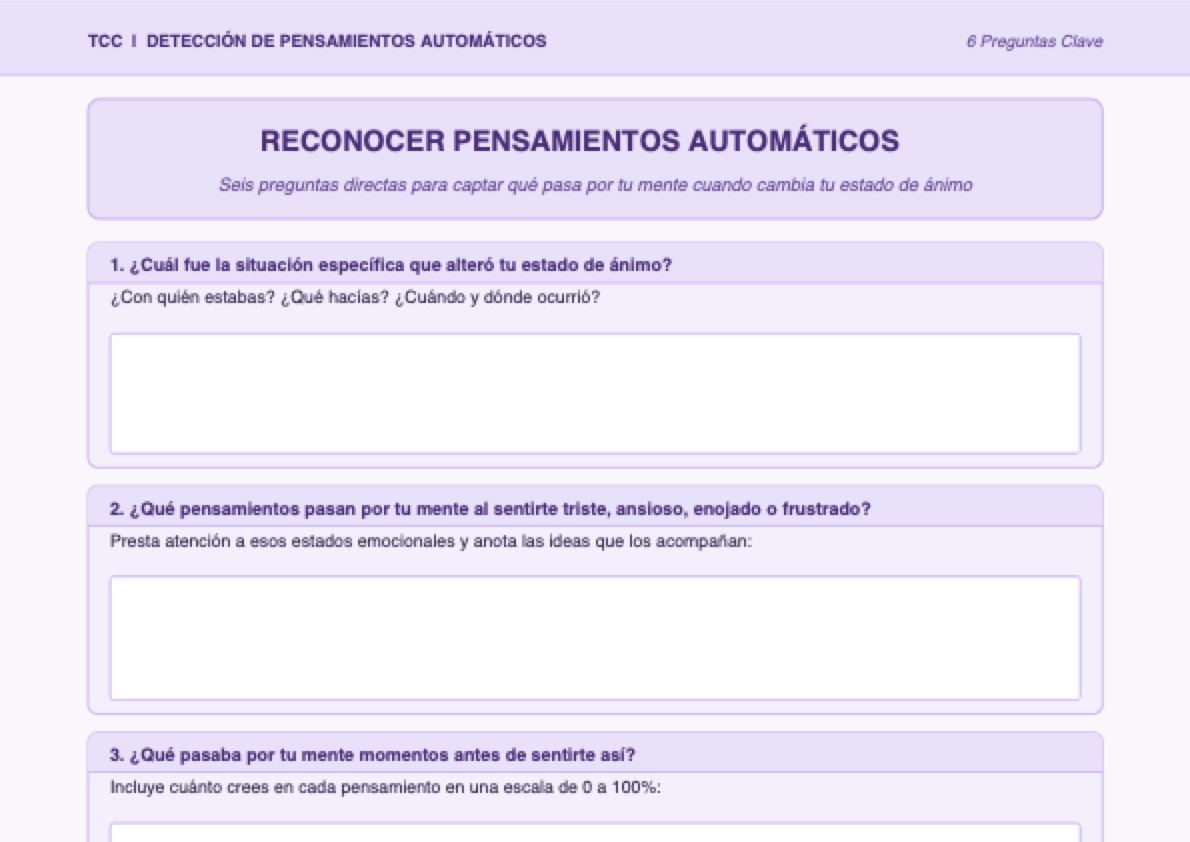 TCC | DETECCIÓN DE PENSAMIENTOS AUTOMÁTICOS
6 Preguntas Clave
RECONOCER PENSAMIENTOS AUTOMÁTICOS
Seis preguntas directas para captar qué pasa por tu mente cuando cambia tu estado de ánimo
1. ¿Cuál fue la situación específica que alteró tu estado de ánimo?
¿Con quién estabas? ¿Qué hacías? ¿Cuándo y dónde ocurrió?
2. ¿Qué pensamientos pasan por tu mente al sentirte triste, ansioso, enojado o frustrado?
Presta atención a esos estados emocionales y anota las ideas que los acompañan:
3. ¿Qué pasaba por tu mente momentos antes de sentirte así?
Incluye cuánto crees en cada pensamiento en una escala de 0 a 100%: